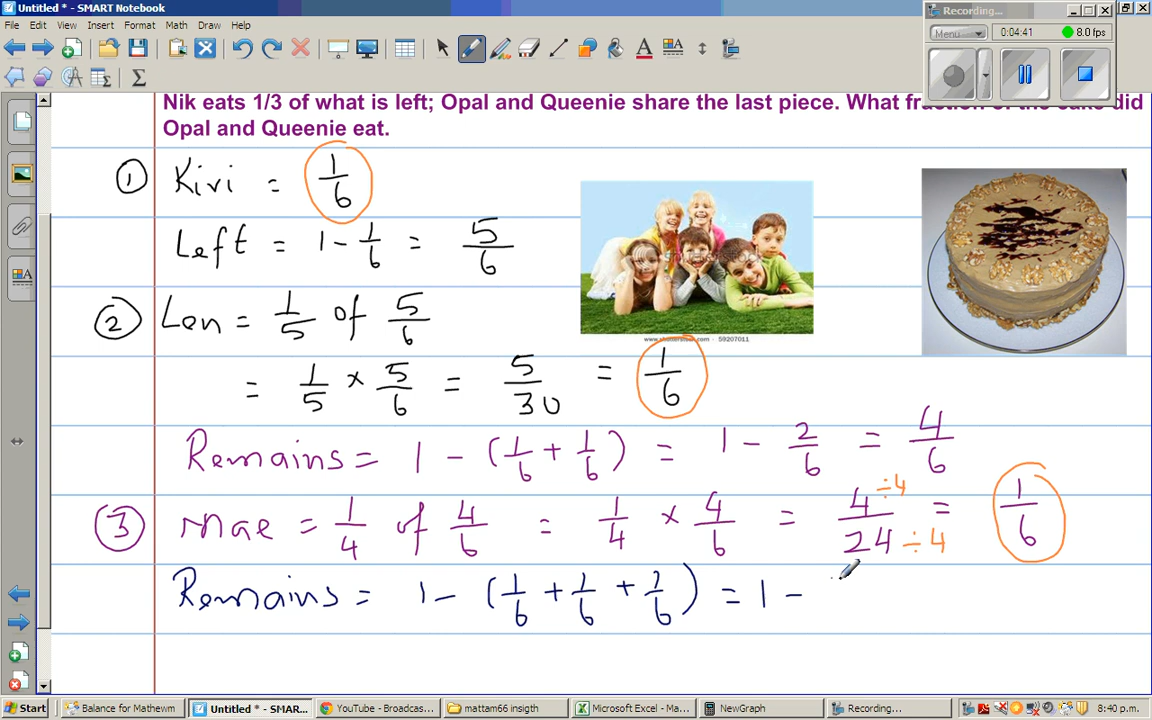 Untitled * - SMART Notebook
Recording...
File Edit View Insert Format Math Draw Help
Menu 0:04:41 8.0 fps
Nik eats 1/3 of what is left; Opal and Queenie share the last piece. What fraction of the cake did
Opal and Queenie eat.
① Kivi = 1/6
Left = 1 - 1/6 = 5/6
② Len = 1/5 of 5/6
= 1/5 × 5/6 = 5/30 = 1/6
Remains = 1 - (1/6 + 1/6) = 1 - 2/6 = 4/6
③ Mae = 1/4 of 4/6 = 1/4 × 4/6 = 4 ÷4 / 24 ÷4 = 1/6
Remains = 1 - (1/6 + 1/6 + 1/6) = 1 -
Start Balance for Mathewm Untitled * - SMAR... YouTube - Broadcas... mattam66 insigth Microsoft Excel - Ma... NewGraph Recording... 8:40 p.m.